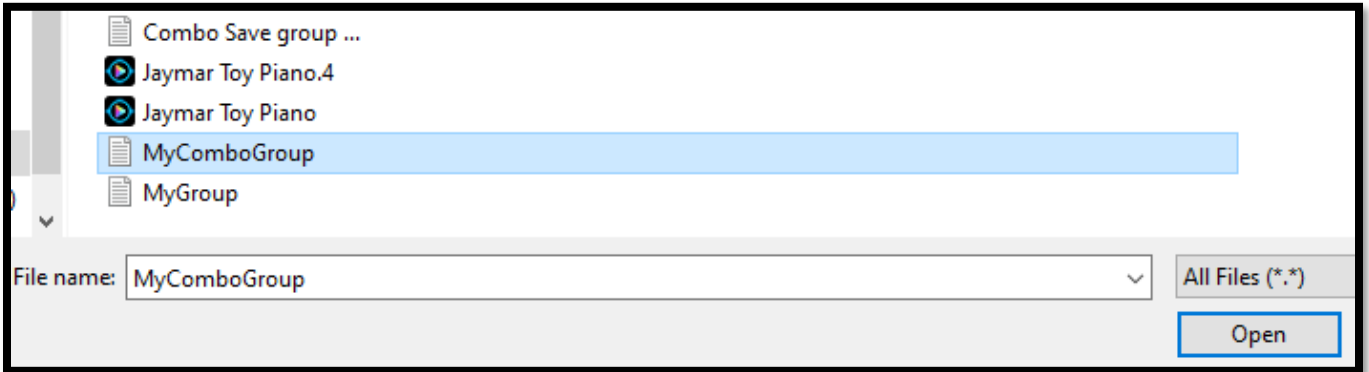 Combo Save group ...
Jaymar Toy Piano.4
Jaymar Toy Piano
MyComboGroup
MyGroup
File name: MyComboGroup All Files (*.*)
Open